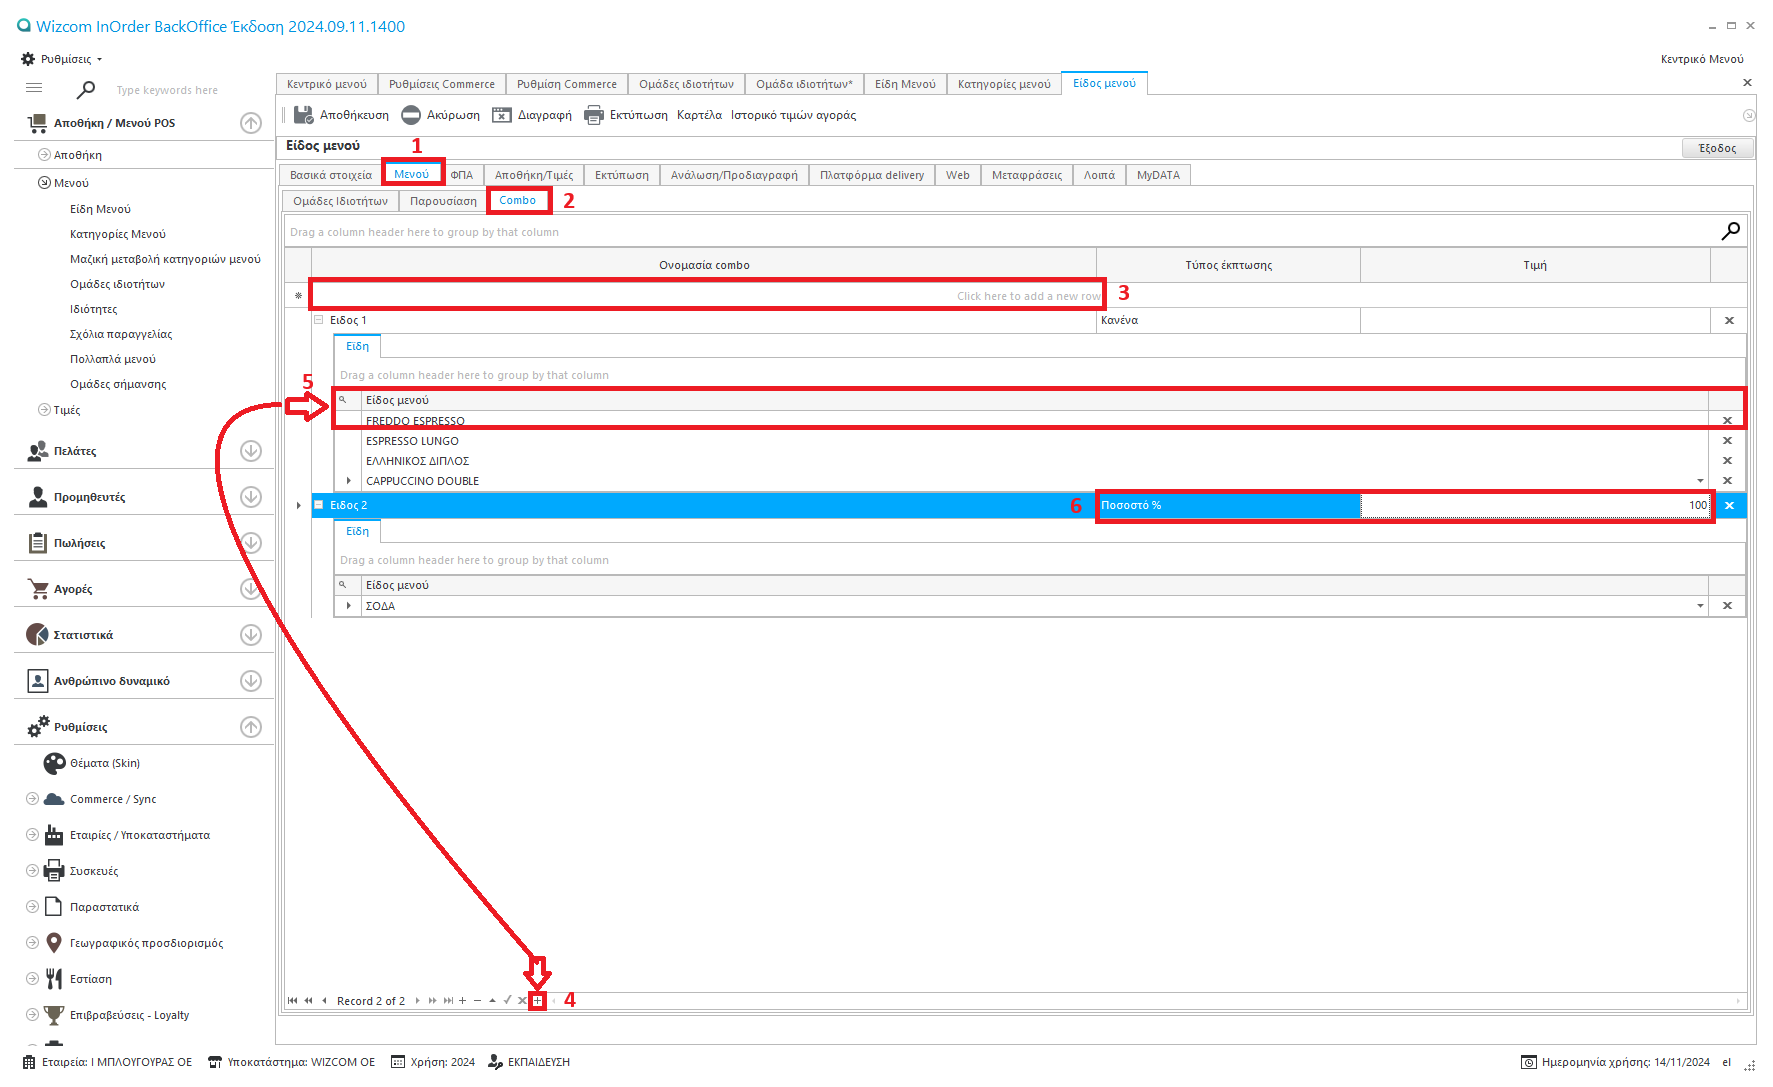 Wizcom InOrder BackOffice Έκδοση 2024.09.11.1400
Ρυθμίσεις
Κεντρικό Μενού
Type keywords here
Κεντρικό μενού
Ρυθμίσεις Commerce
Ρυθμίση Commerce
Ομάδες ιδιοτήτων
Ομάδα ιδιοτήτων*
Είδη Μενού
Κατηγορίες μενού
Είδος μενού
Αποθήκευση
Ακύρωση
Διαγραφή
Εκτύπωση
Καρτέλα
Ιστορικό τιμών αγοράς
Είδος μενού
1
Έξοδος
Βασικά στοιχεία
Μενού
ΦΠΑ
Αποθήκη/Τιμές
Εκτύπωση
Ανάλωση/Προδιαγραφή
Πλατφόρμα delivery
Web
Μεταφράσεις
Λοιπά
MyDATA
Ομάδες Ιδιοτήτων
Παρουσίαση
Combo
2
Drag a column header here to group by that column
Ονομασία combo
Τύπος έκπτωσης
Τιμή
Click here to add a new row
3
Ειδος 1
Κανένα
Είδη
Drag a column header here to group by that column
5
Είδος μενού
FREDDO ESPRESSO
ESPRESSO LUNGO
ΕΛΛΗΝΙΚΟΣ ΔΙΠΛΟΣ
CAPPUCCINO DOUBLE
Ειδος 2
6
Ποσοστό %
100
Είδη
Drag a column header here to group by that column
Είδος μενού
ΣΟΔΑ
Record 2 of 2
4
Αποθήκη / Μενού POS
Αποθήκη
Μενού
Είδη Μενού
Κατηγορίες Μενού
Μαζική μεταβολή κατηγοριών μενού
Ομάδες ιδιοτήτων
Ιδιότητες
Σχόλια παραγγελίας
Πολλαπλά μενού
Ομάδες σήμανσης
Τιμές
Πελάτες
Προμηθευτές
Πωλήσεις
Αγορές
Στατιστικά
Ανθρώπινο δυναμικό
Ρυθμίσεις
Θέματα (Skin)
Commerce / Sync
Εταιρίες / Υποκαταστήματα
Συσκευές
Παραστατικά
Γεωγραφικός προσδιορισμός
Εστίαση
Επιβραβεύσεις - Loyalty
Εταιρεία: Ι ΜΠΛΟΥΓΟΥΡΑΣ ΟΕ
Υποκατάστημα: WIZCOM OE
Χρήση: 2024
ΕΚΠΑΙΔΕΥΣΗ
Ημερομηνία χρήσης: 14/11/2024
el